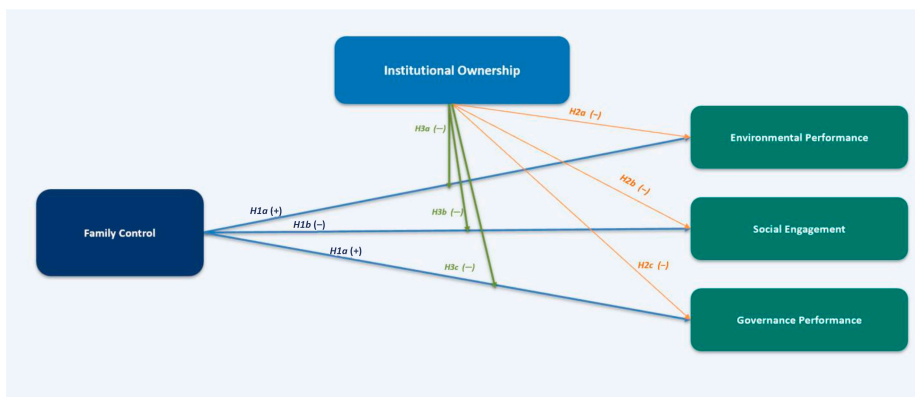 Institutional Ownership
H2a (–)
H3a (–)
Environmental Performance
H2b (–)
H1a (+)
H3b (–)
H1b (–)
Family Control
Social Engagement
H1a (+)
H3c (–)
H2c (–)
Governance Performance